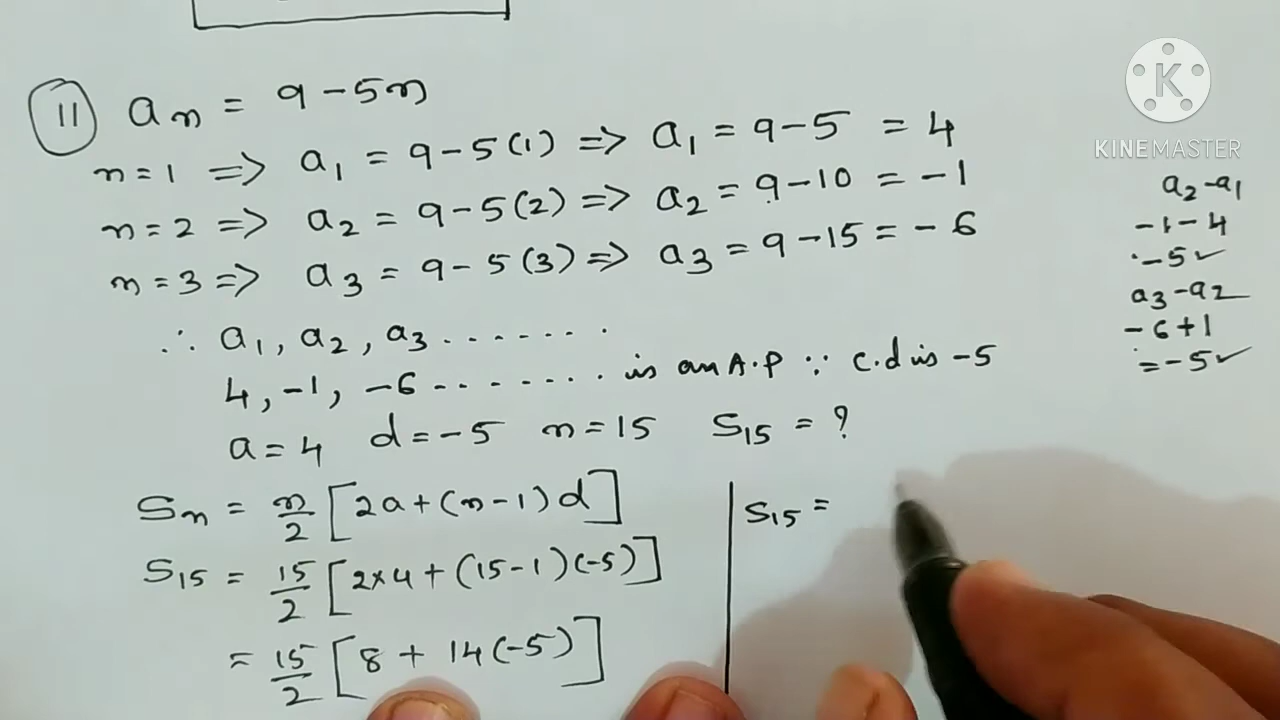 11 aₙ = 9 - 5n
n = 1 => a₁ = 9 - 5(1) => a₁ = 9 - 5 = 4
n = 2 => a₂ = 9 - 5(2) => a₂ = 9 - 10 = -1
n = 3 => a₃ = 9 - 5(3) => a₃ = 9 - 15 = -6
∴ a₁, a₂, a₃ .......
4, -1, -6 ........ is an A.P ∵ c.d is -5
a = 4 d = -5 n = 15 S₁₅ = ?
Sₙ = n/2 [2a + (n - 1)d]
S₁₅ = 15/2 [2×4 + (15 - 1)(-5)]
= 15/2 [8 + 14(-5)]
S₁₅ =
a₂ - a₁
-1 - 4
-5 ✓
a₃ - a₂
-6 + 1
= -5 ✓
K
KINEMASTER